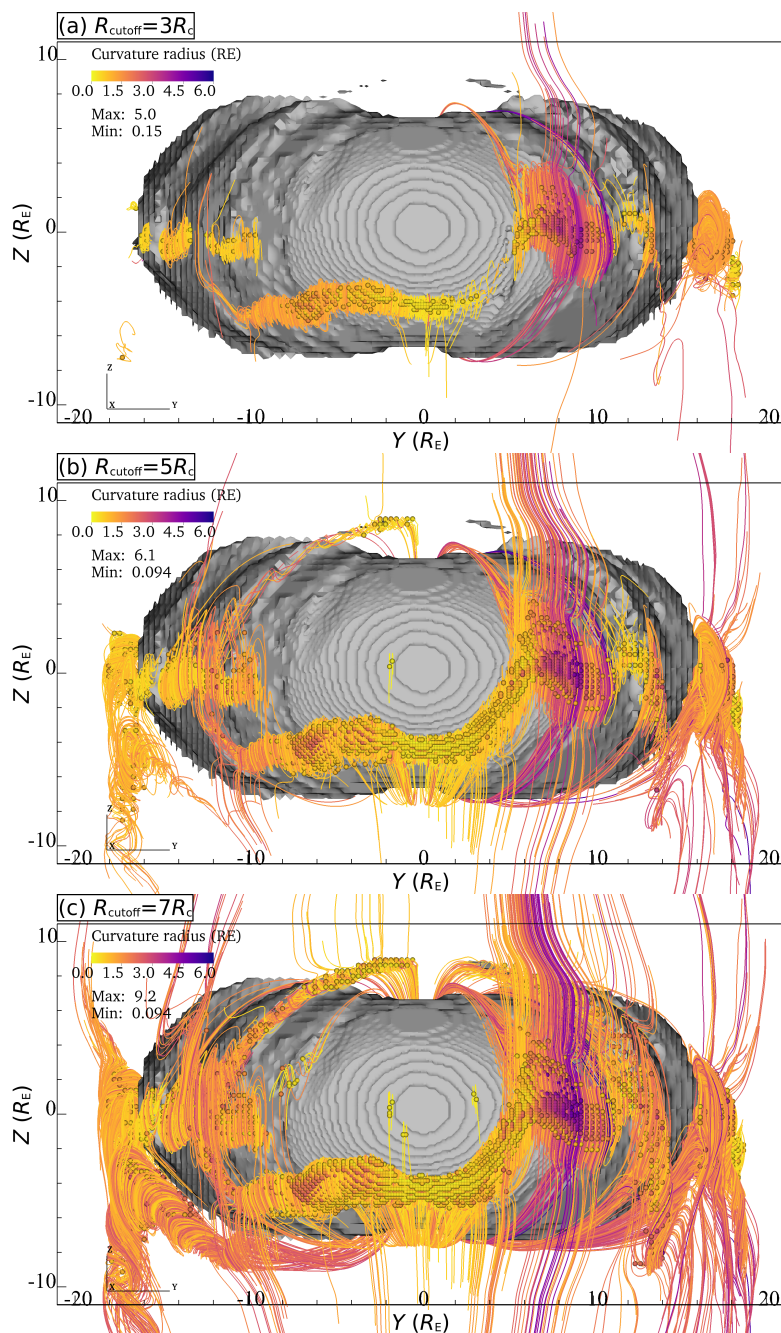 (a) Rcutoff=3Rc
Curvature radius (RE)
0.0 1.5 3.0 4.5 6.0
Max: 5.0
Min: 0.15
10
0
-10
Z (RE)
Z
X Y
-20 -10 0 10 20
Y (RE)
(b) Rcutoff=5Rc
Curvature radius (RE)
0.0 1.5 3.0 4.5 6.0
Max: 6.1
Min: 0.094
10
0
-10
Z (RE)
Z
X Y
-20 -10 0 10 20
Y (RE)
(c) Rcutoff=7Rc
Curvature radius (RE)
0.0 1.5 3.0 4.5 6.0
Max: 9.2
Min: 0.094
10
0
-10
Z (RE)
Z
X Y
-20 -10 0 10 20
Y (RE)